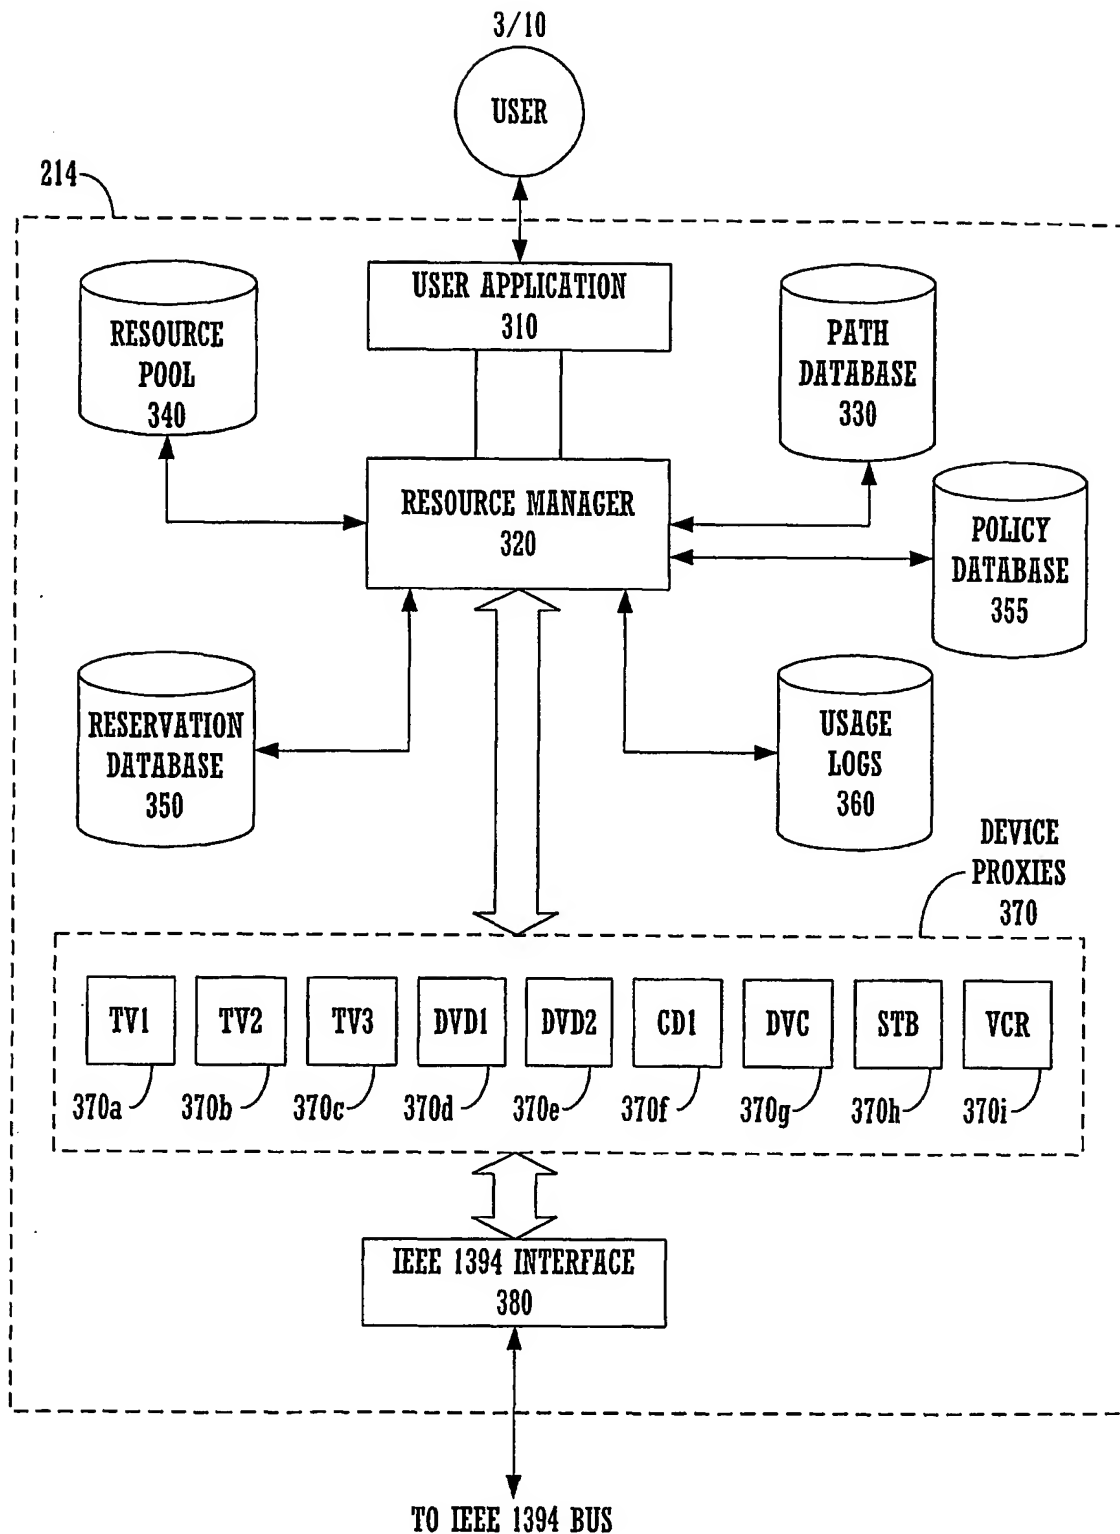 3/10
USER
214
USER APPLICATION
310
RESOURCE
POOL
340
PATH
DATABASE
330
RESOURCE MANAGER
320
POLICY
DATABASE
355
RESERVATION
DATABASE
350
USAGE
LOGS
360
DEVICE
PROXIES
370
TV1 TV2 TV3 DVD1 DVD2 CD1 DVC STB VCR
370a 370b 370c 370d 370e 370f 370g 370h 370i
IEEE 1394 INTERFACE
380
TO IEEE 1394 BUS